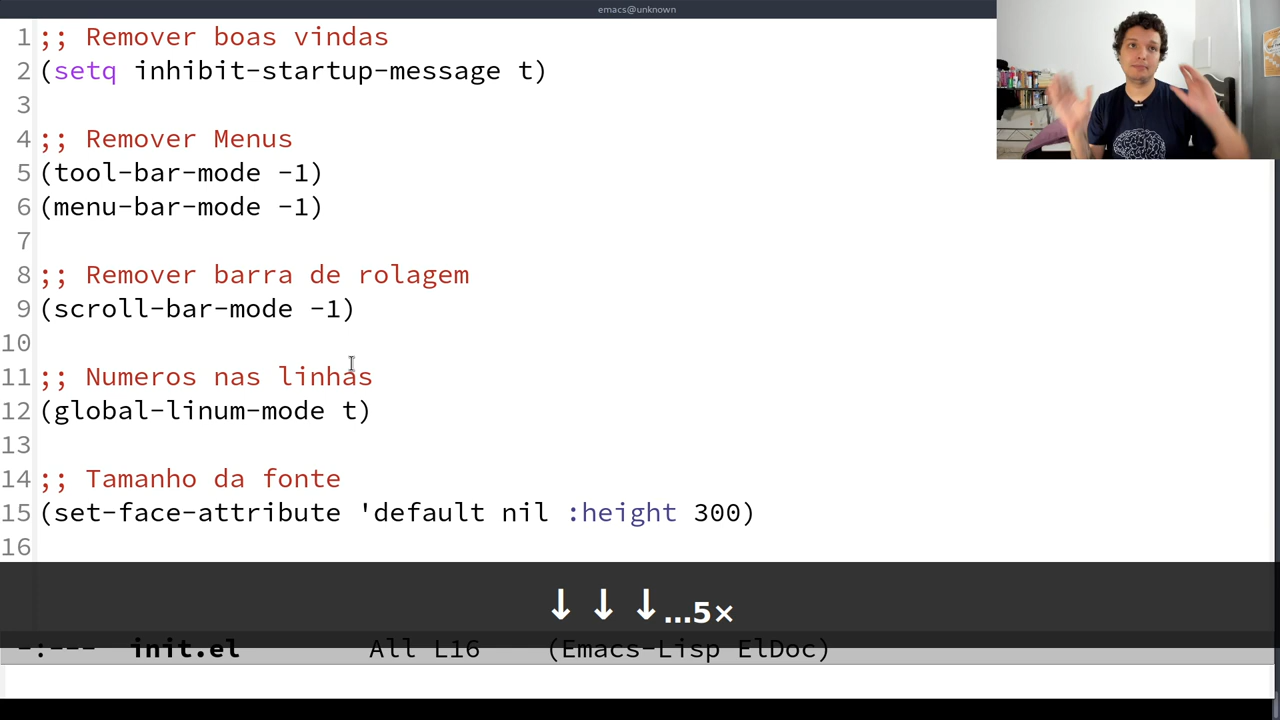 emacs@unknown
1 ;; Remover boas vindas
2 (setq inhibit-startup-message t)
3
4 ;; Remover Menus
5 (tool-bar-mode -1)
6 (menu-bar-mode -1)
7
8 ;; Remover barra de rolagem
9 (scroll-bar-mode -1)
10
11 ;; Numeros nas linhas
12 (global-linum-mode t)
13
14 ;; Tamanho da fonte
15 (set-face-attribute 'default nil :height 300)
16
↓ ↓ ↓...5×
-:--- init.el All L16 (Emacs-Lisp ElDoc)